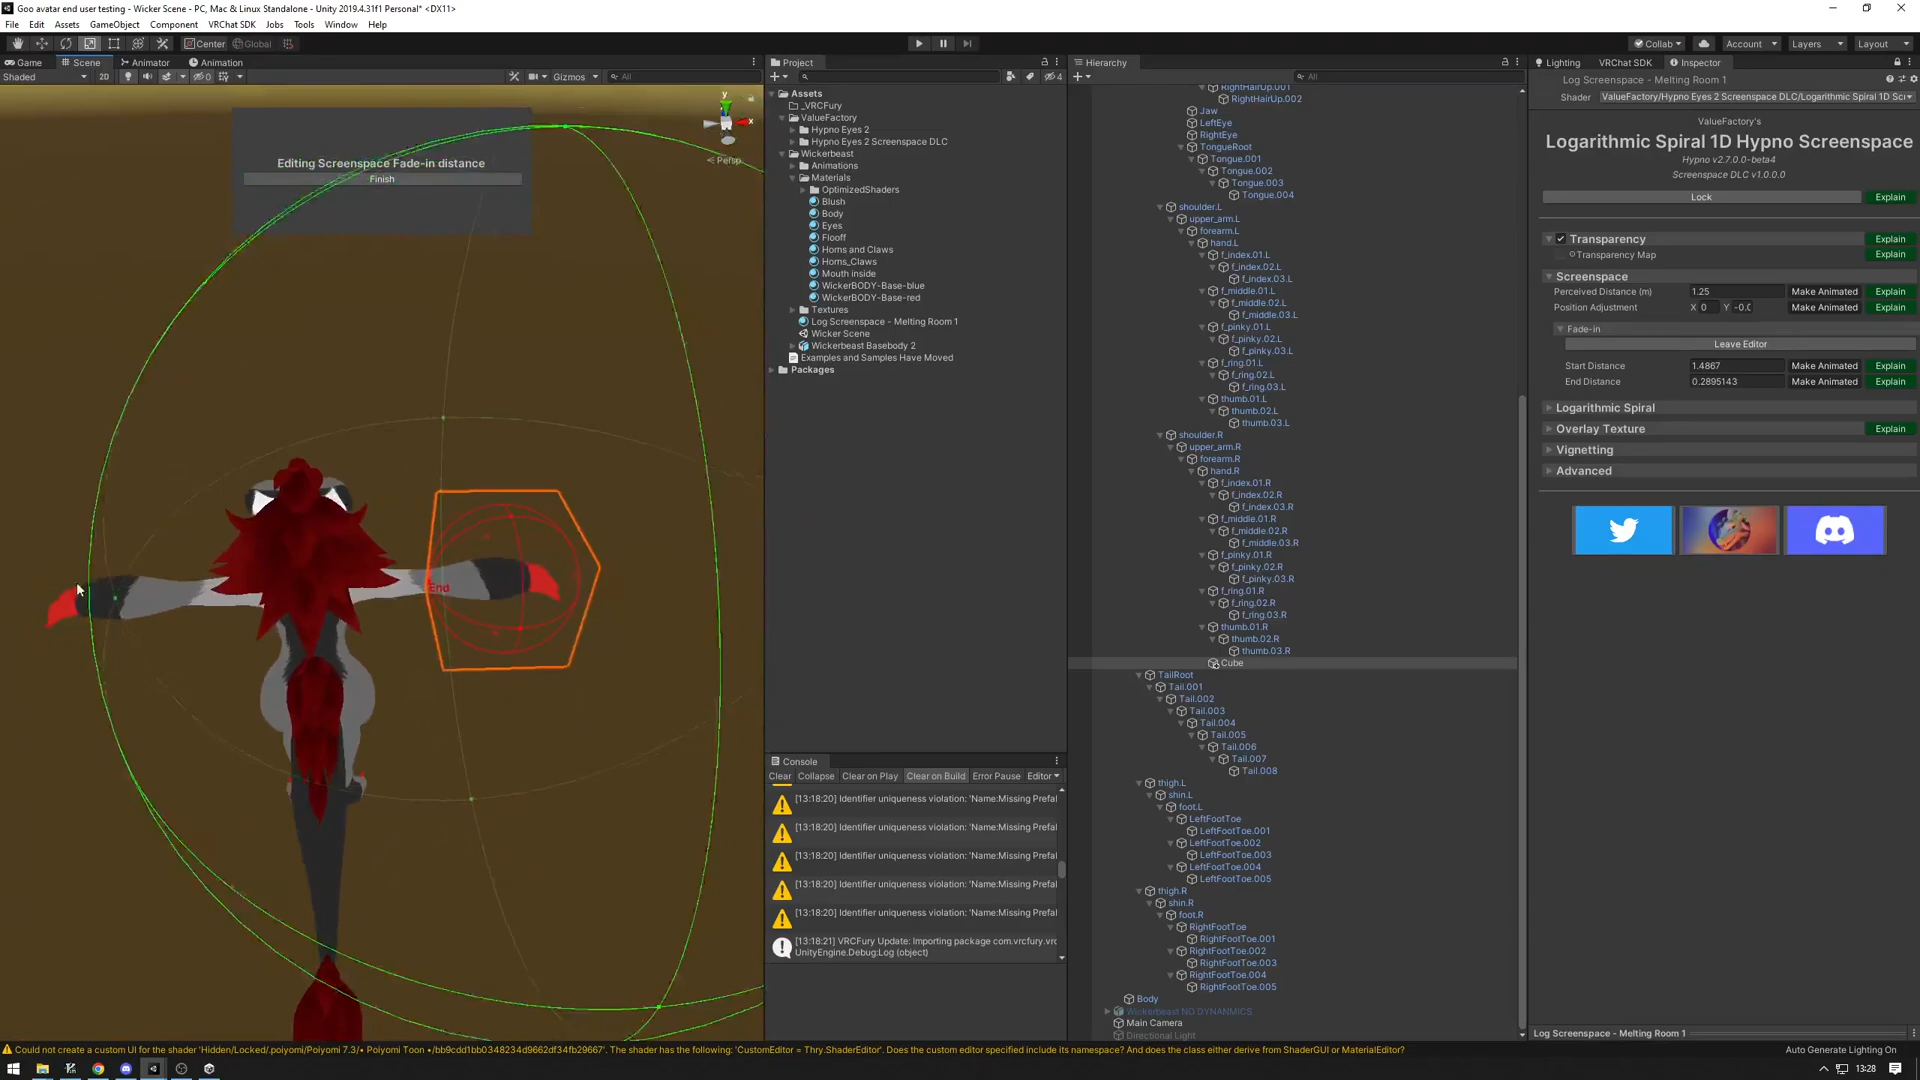 Goo avatar end user testing - Wicker Scene - PC, Mac & Linux Standalone - Unity 2019.4.31f1 Personal* <DX11>
File Edit Assets GameObject Component VRChat SDK Jobs Tools Window Help
Center Global
Collab Account Layers Layout
Game Scene Animator Animation
Shaded 2D 0 Gizmos All
Editing Screenspace Fade-in distance
Finish
y
x
Persp
End
Project
4
Assets
_VRCFury
ValueFactory
Hypno Eyes 2
Hypno Eyes 2 Screenspace DLC
Wickerbeast
Animations
Materials
OptimizedShaders
Blush
Body
Eyes
Flooff
Horns and Claws
Horns_Claws
Mouth inside
WickerBODY-Base-blue
WickerBODY-Base-red
Textures
Log Screenspace - Melting Room 1
Wicker Scene
Wickerbeast Basebody 2
Examples and Samples Have Moved
Packages
Console
Clear Collapse Clear on Play Clear on Build Error Pause Editor
[13:18:20] Identifier uniqueness violation: 'Name:Missing Prefal
[13:18:20] Identifier uniqueness violation: 'Name:Missing Prefal
[13:18:20] Identifier uniqueness violation: 'Name:Missing Prefal
[13:18:20] Identifier uniqueness violation: 'Name:Missing Prefal
[13:18:20] Identifier uniqueness violation: 'Name:Missing Prefal
[13:18:21] VRCFury Update: Importing package com.vrcfury.vrc
UnityEngine.Debug:Log (object)
Hierarchy
All
RightHairUp.001
RightHairUp.002
Jaw
LeftEye
RightEye
TongueRoot
Tongue.001
Tongue.002
Tongue.003
Tongue.004
shoulder.L
upper_arm.L
forearm.L
hand.L
f_index.01.L
f_index.02.L
f_index.03.L
f_middle.01.L
f_middle.02.L
f_middle.03.L
f_pinky.01.L
f_pinky.02.L
f_pinky.03.L
f_ring.01.L
f_ring.02.L
f_ring.03.L
thumb.01.L
thumb.02.L
thumb.03.L
shoulder.R
upper_arm.R
forearm.R
hand.R
f_index.01.R
f_index.02.R
f_index.03.R
f_middle.01.R
f_middle.02.R
f_middle.03.R
f_pinky.01.R
f_pinky.02.R
f_pinky.03.R
f_ring.01.R
f_ring.02.R
f_ring.03.R
thumb.01.R
thumb.02.R
thumb.03.R
Cube
TailRoot
Tail.001
Tail.002
Tail.003
Tail.004
Tail.005
Tail.006
Tail.007
Tail.008
thigh.L
shin.L
foot.L
LeftFootToe
LeftFootToe.001
LeftFootToe.002
LeftFootToe.003
LeftFootToe.004
LeftFootToe.005
thigh.R
shin.R
foot.R
RightFootToe
RightFootToe.001
RightFootToe.002
RightFootToe.003
RightFootToe.004
RightFootToe.005
Body
Wickerbeast NO DYNANMICS
Main Camera
Directional Light
Lighting VRChat SDK Inspector
Log Screenspace - Melting Room 1
Shader ValueFactory/Hypno Eyes 2 Screenspace DLC/Logarithmic Spiral 1D Sci
ValueFactory's
Logarithmic Spiral 1D Hypno Screenspace
Hypno v2.7.0.0-beta4
Screenspace DLC v1.0.0.0
Lock Explain
Transparency Explain
Transparency Map Explain
Screenspace
Perceived Distance (m) 1.25 Make Animated Explain
Position Adjustment X 0 Y -0.0 Make Animated Explain
Fade-in
Leave Editor
Start Distance 1.4867 Make Animated Explain
End Distance 0.2895143 Make Animated Explain
Logarithmic Spiral
Overlay Texture Explain
Vignetting
Advanced
Log Screenspace - Melting Room 1
Could not create a custom UI for the shader 'Hidden/Locked/.poiyomi/Poiyomi 7.3/• Poiyomi Toon •/bb9cdd1bb0348234d9662df34fb29667'. The shader has the following: 'CustomEditor = Thry.ShaderEditor'. Does the custom editor specified include its namespace? And does the class either derive from ShaderGUI or MaterialEditor?
Auto Generate Lighting On
13:28